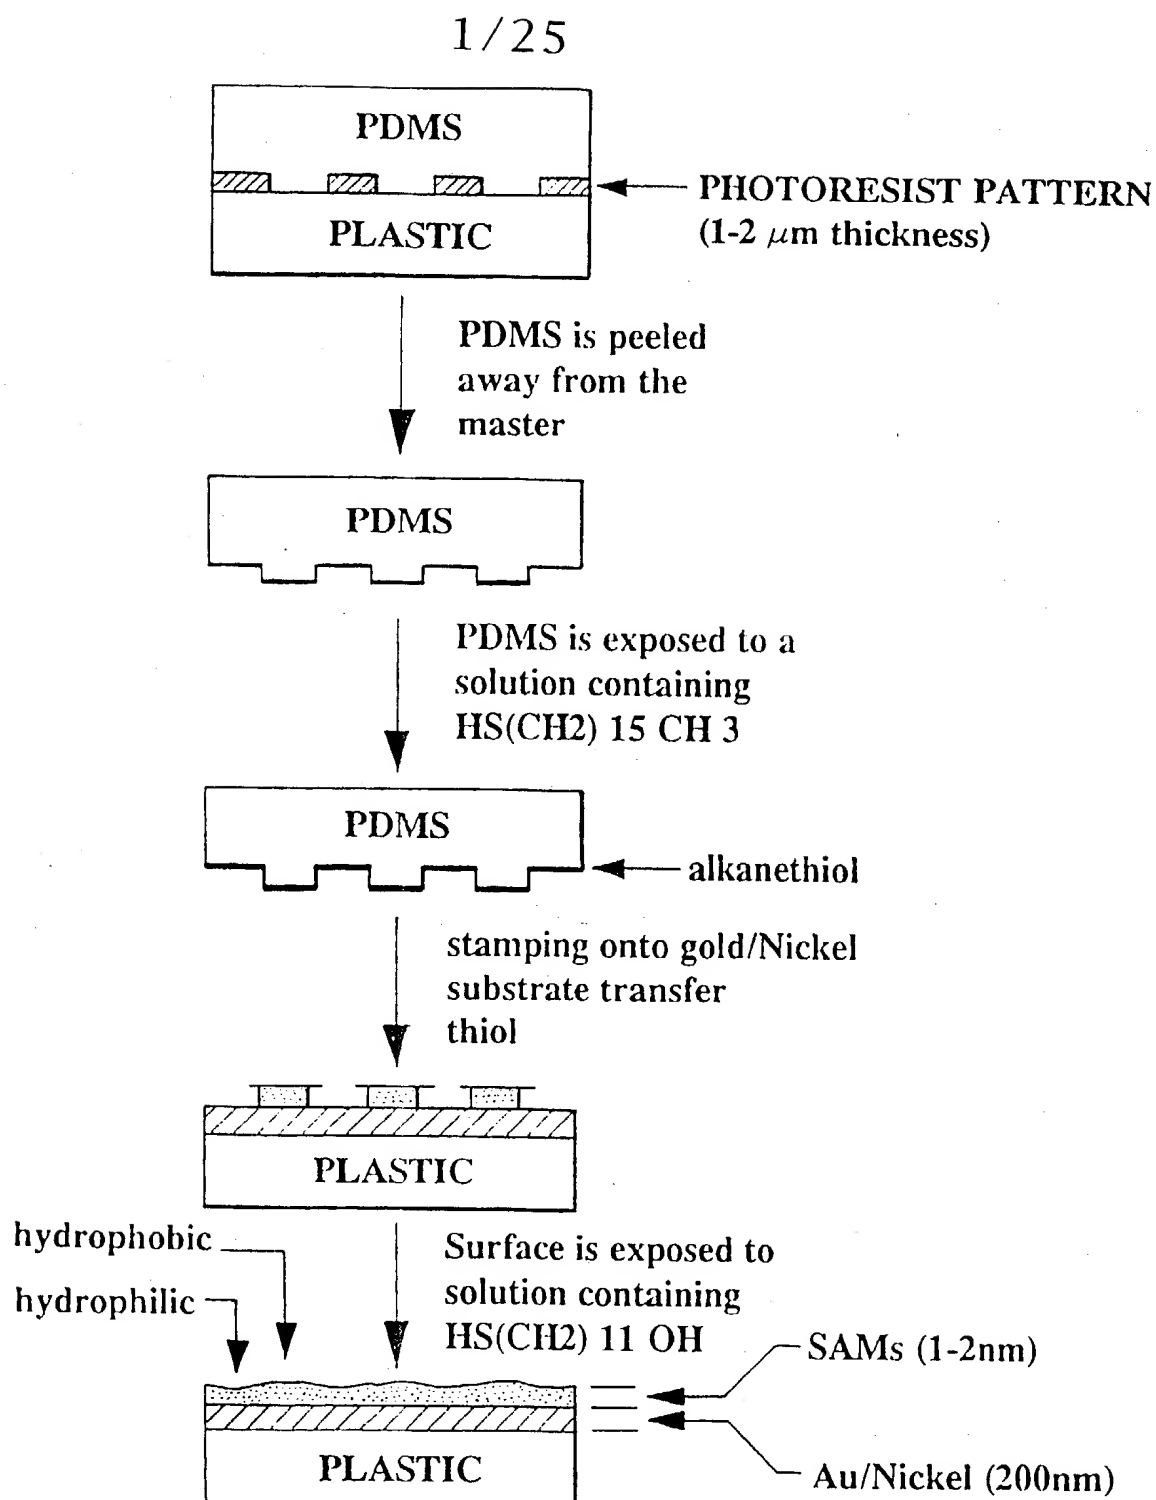 1/25
PDMS
PHOTORESIST PATTERN
(1-2 μm thickness)
PLASTIC
PDMS is peeled
away from the
master
PDMS
PDMS is exposed to a
solution containing
HS(CH2) 15 CH 3
PDMS
alkanethiol
stamping onto gold/Nickel
substrate transfer
thiol
PLASTIC
hydrophobic
hydrophilic
Surface is exposed to
solution containing
HS(CH2) 11 OH
SAMs (1-2nm)
PLASTIC
Au/Nickel (200nm)